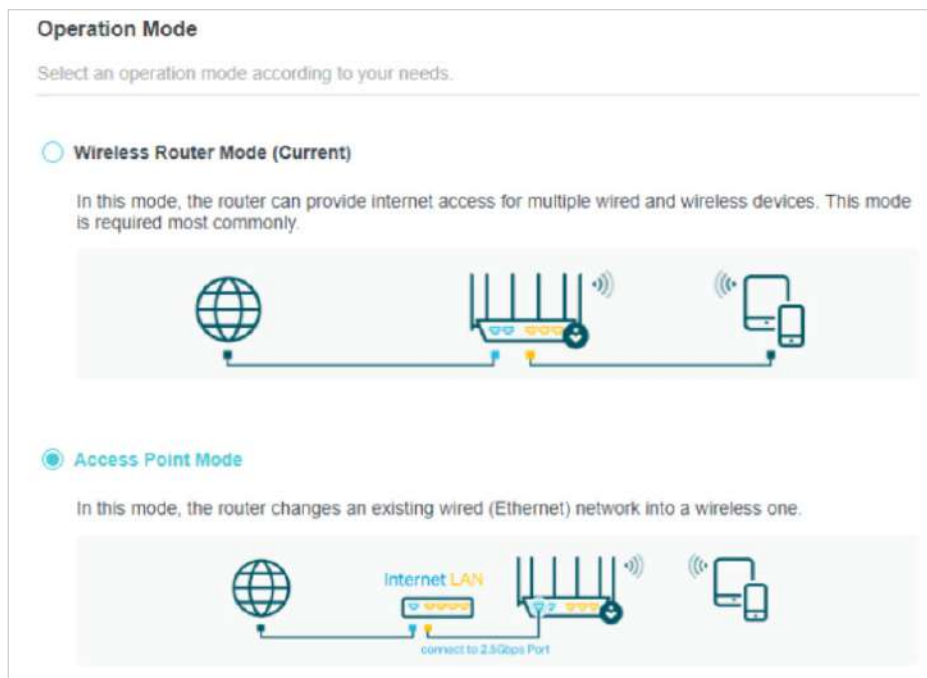 Operation Mode
Select an operation mode according to your needs.
Wireless Router Mode (Current)
In this mode, the router can provide internet access for multiple wired and wireless devices. This mode
is required most commonly.
Access Point Mode
In this mode, the router changes an existing wired (Ethernet) network into a wireless one.
Internet LAN
connect to 2.5Gbps Port